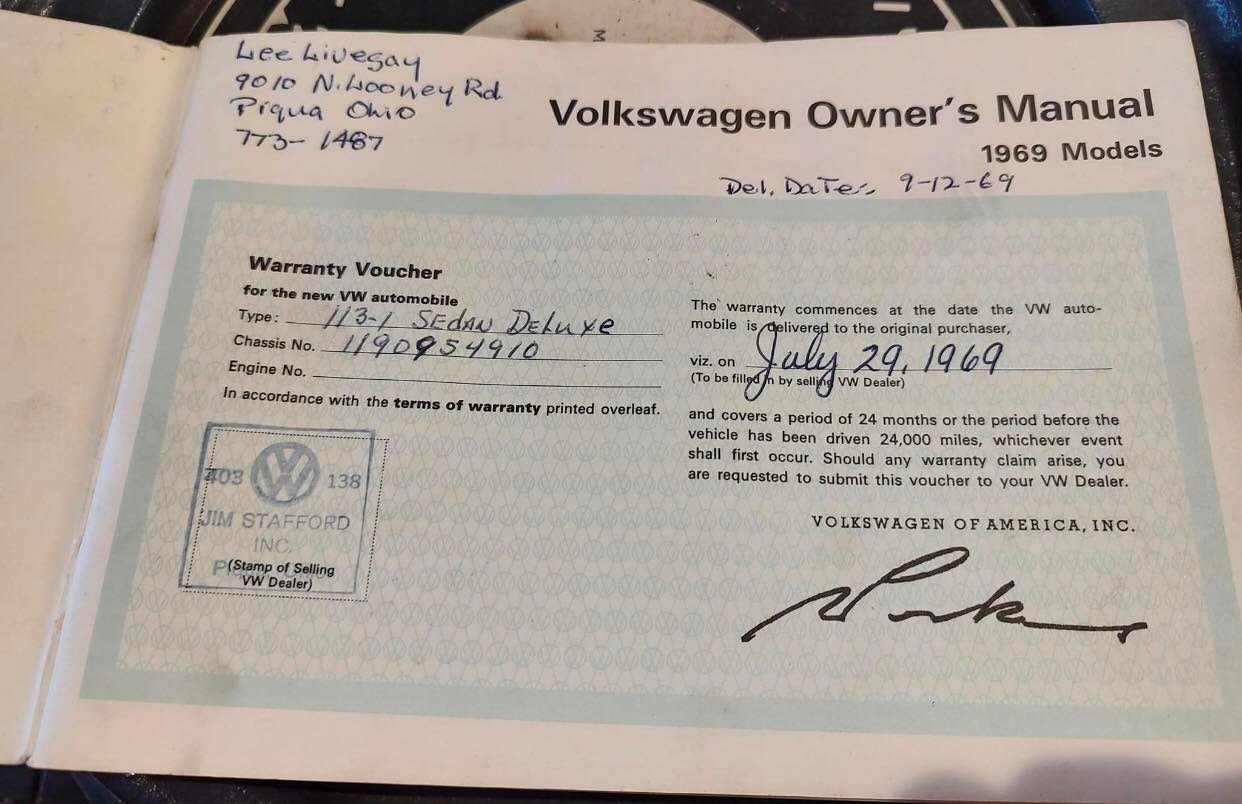 Lee Livegay
9010 N. Looney Rd.
Piqua Ohio
773-1487
Volkswagen Owner's Manual
1969 Models
Del. Date, 9-12-69
Warranty Voucher
for the new VW automobile
Type: 113-1 Sedan Deluxe
Chassis No. 1190954910
Engine No.
In accordance with the terms of warranty printed overleaf.
403 138
JIM STAFFORD
INC.
(Stamp of Selling
VW Dealer)
The warranty commences at the date the VW auto-
mobile is delivered to the original purchaser,
viz. on July 29, 1969
(To be filled in by selling VW Dealer)
and covers a period of 24 months or the period before the
vehicle has been driven 24,000 miles, whichever event
shall first occur. Should any warranty claim arise, you
are requested to submit this voucher to your VW Dealer.
VOLKSWAGEN OF AMERICA, INC.